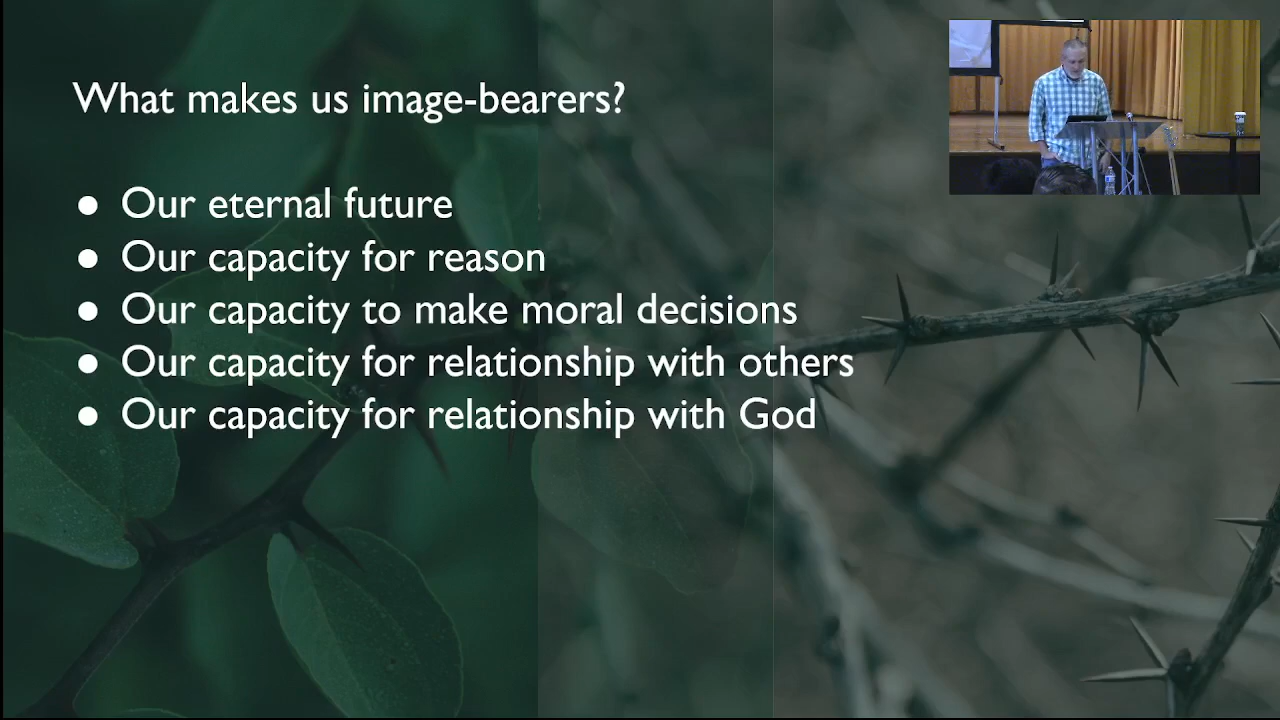 What makes us image-bearers?
● Our eternal future
● Our capacity for reason
● Our capacity to make moral decisions
● Our capacity for relationship with others
● Our capacity for relationship with God